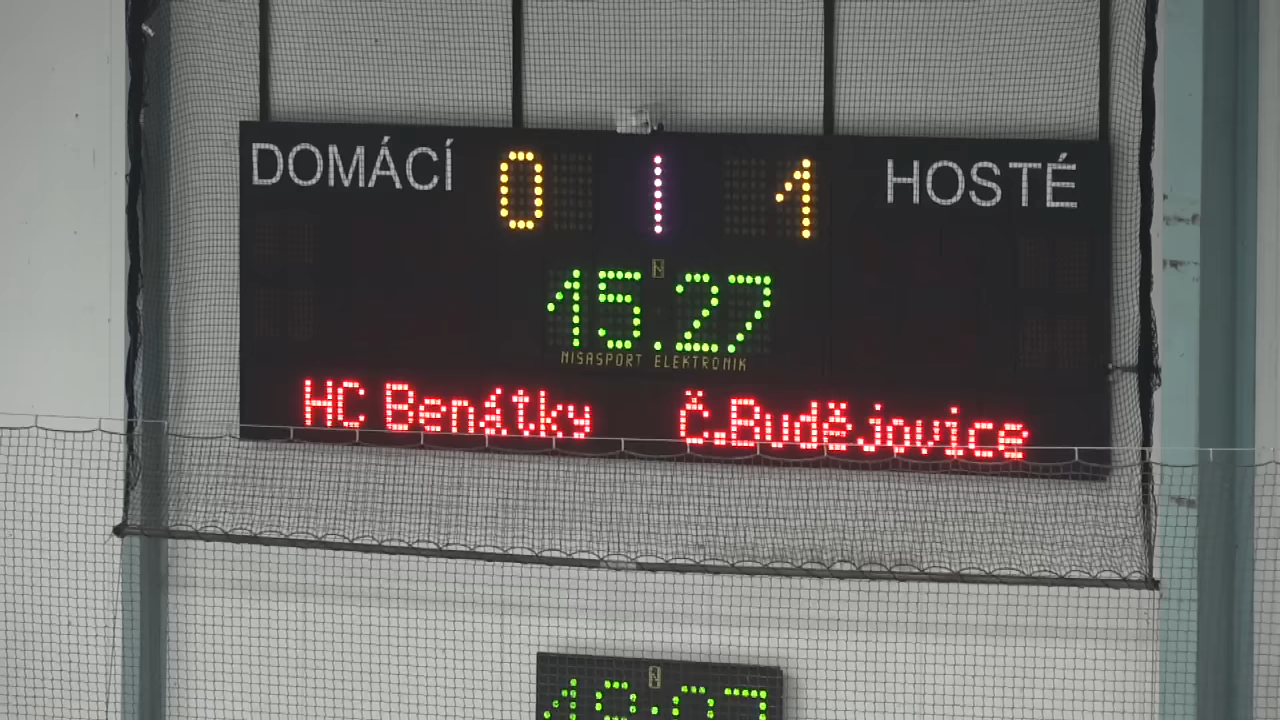 DOMÁCÍ 0 1 1 HOSTÉ
15.27
NISASPORT ELEKTRONIK
HC Benátky Č.Budějovice